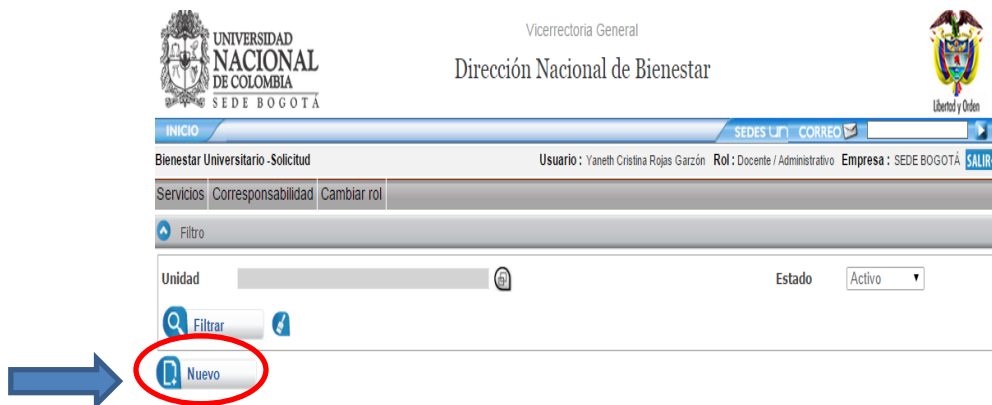 UNIVERSIDAD
NACIONAL
DE COLOMBIA
SEDE BOGOTÁ
Vicerrectoria General
Dirección Nacional de Bienestar
Libertad y Orden
INICIO
SEDES UN CORREO
Bienestar Universitario -Solicitud
Usuario : Yaneth Cristina Rojas Garzón Rol : Docente / Administrativo Empresa : SEDE BOGOTÁ SALIR
Servicios Corresponsabilidad Cambiar rol
Filtro
Unidad
Estado Activo
Filtrar
Nuevo